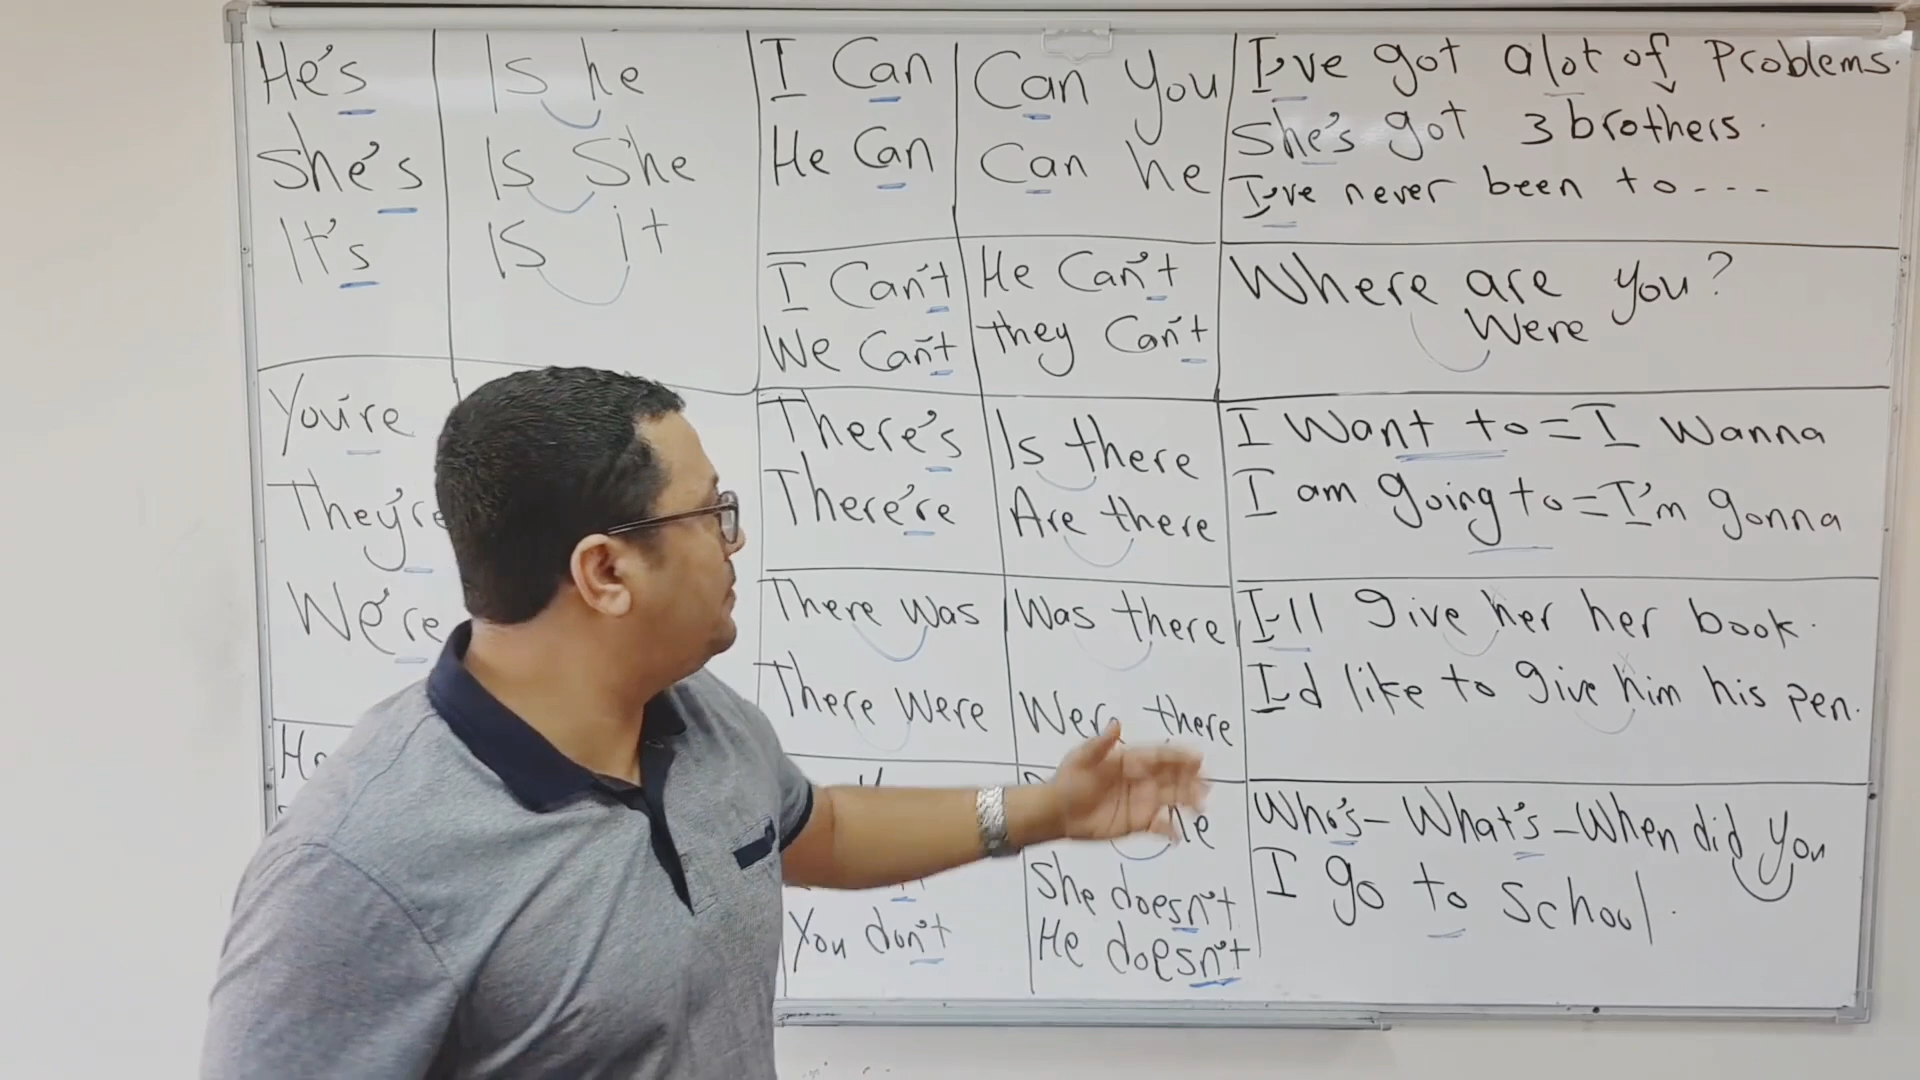 He's
She's
It's
Is he
Is She
Is it
I Can
He Can
Can You
Can he
I've got alot of Problems.
She's got 3 brothers.
I've never been to ----
I Can't
We Can't
He Can't
they Can't
Where are you?
Were
You're
They're
We're
There's
There're
Is there
Are there
I Want to = I Wanna
I am going to = I'm gonna
There was
There were
Was there
Were there
I'll give her her book.
I'd like to give him his pen.
You don't
he
She doesn't
He doesn't
Who's - What's - When did you
I go to School.